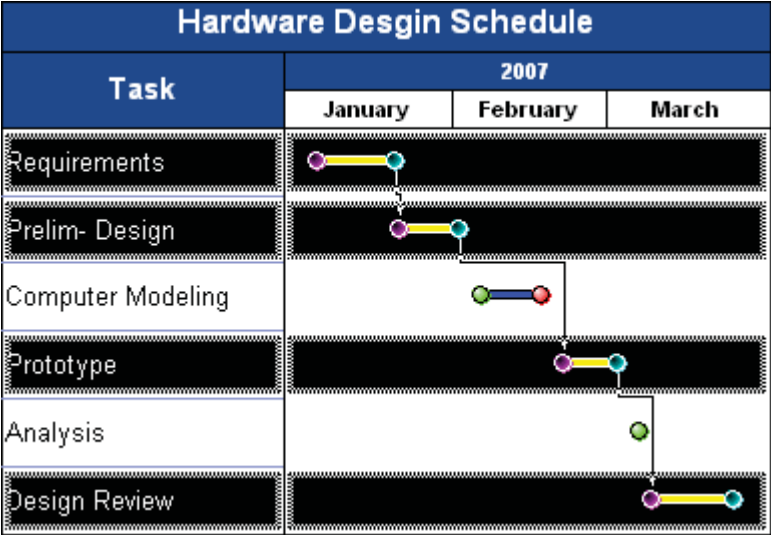 Hardware Desgin Schedule
Task
2007
January February March
Requirements
Prelim- Design
Computer Modeling
Prototype
Analysis
Design Review